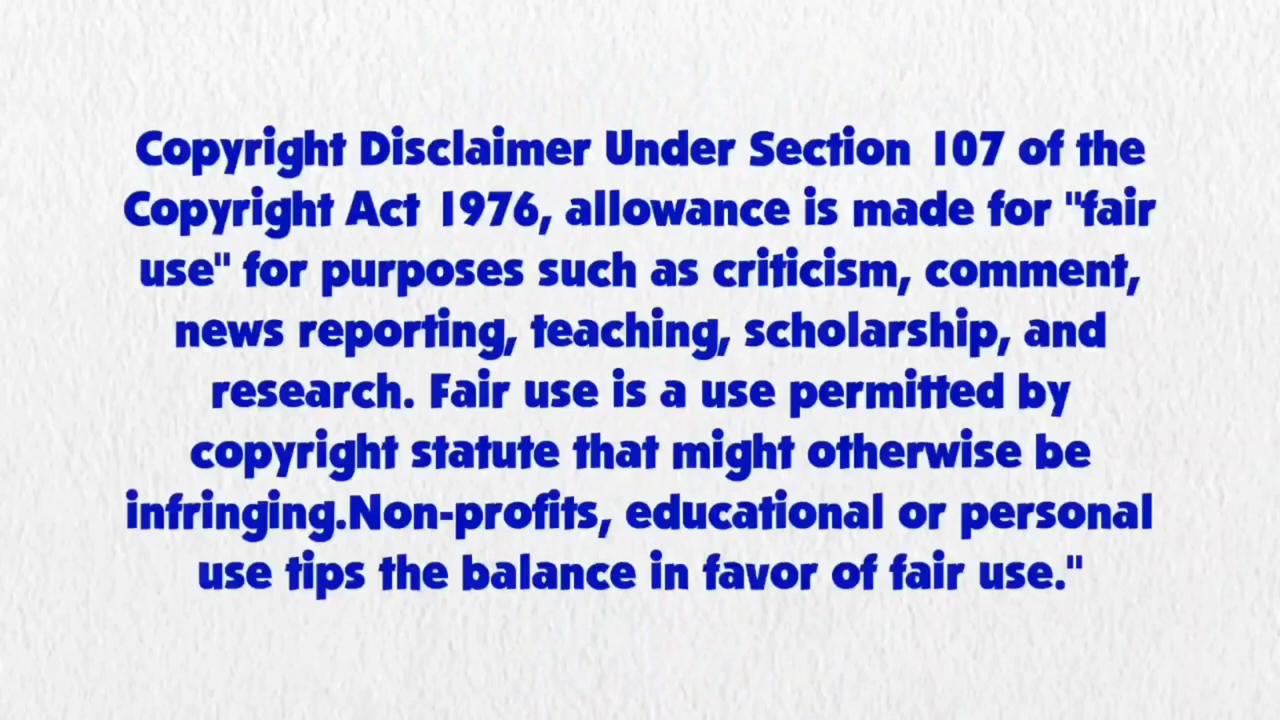 Copyright Disclaimer Under Section 107 of the
Copyright Act 1976, allowance is made for "fair
use" for purposes such as criticism, comment,
news reporting, teaching, scholarship, and
research. Fair use is a use permitted by
copyright statute that might otherwise be
infringing.Non-profits, educational or personal
use tips the balance in favor of fair use."